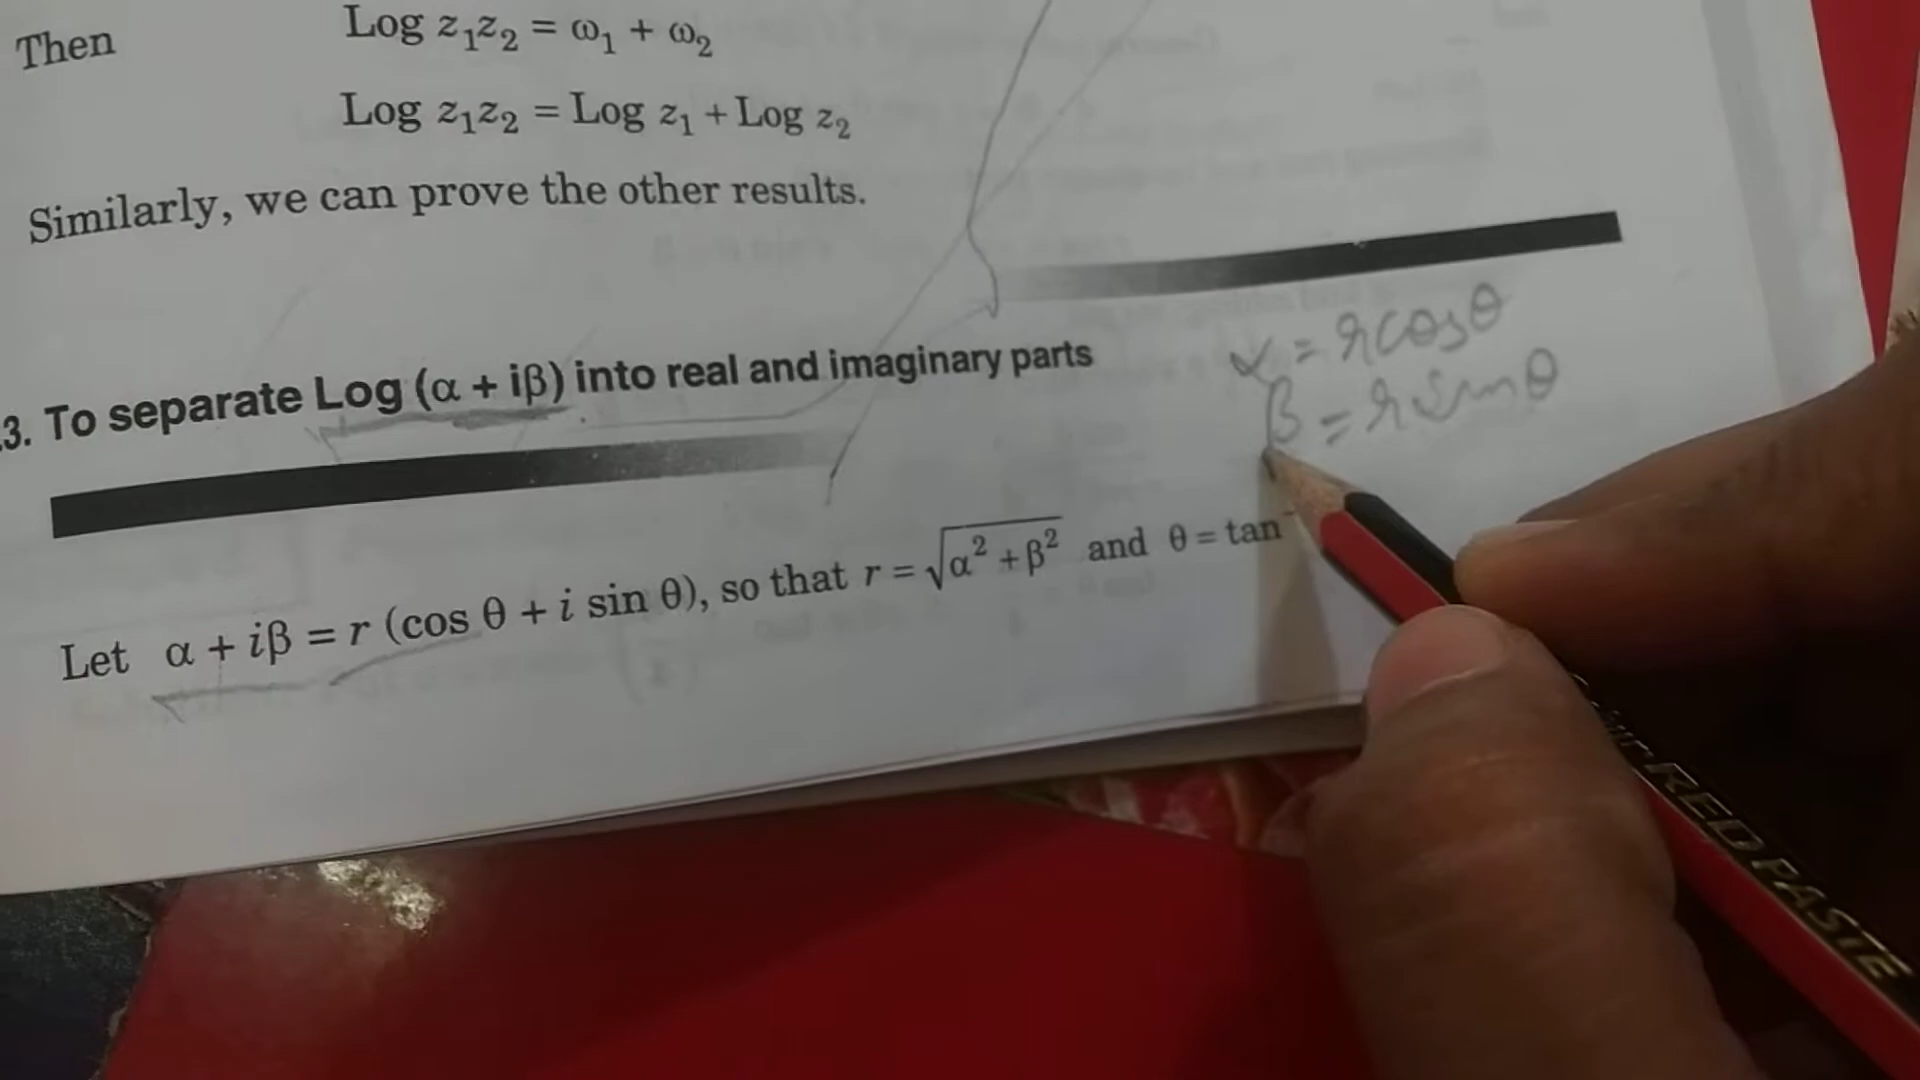 Then Log z₁z₂ = ω₁ + ω₂
Log z₁z₂ = Log z₁ + Log z₂
Similarly, we can prove the other results.
3. To separate Log (α + iβ) into real and imaginary parts
α = r cos θ
β = r sin θ
Let α + iβ = r (cos θ + i sin θ), so that r = √(α² + β²) and θ = tan⁻
RED PASTE